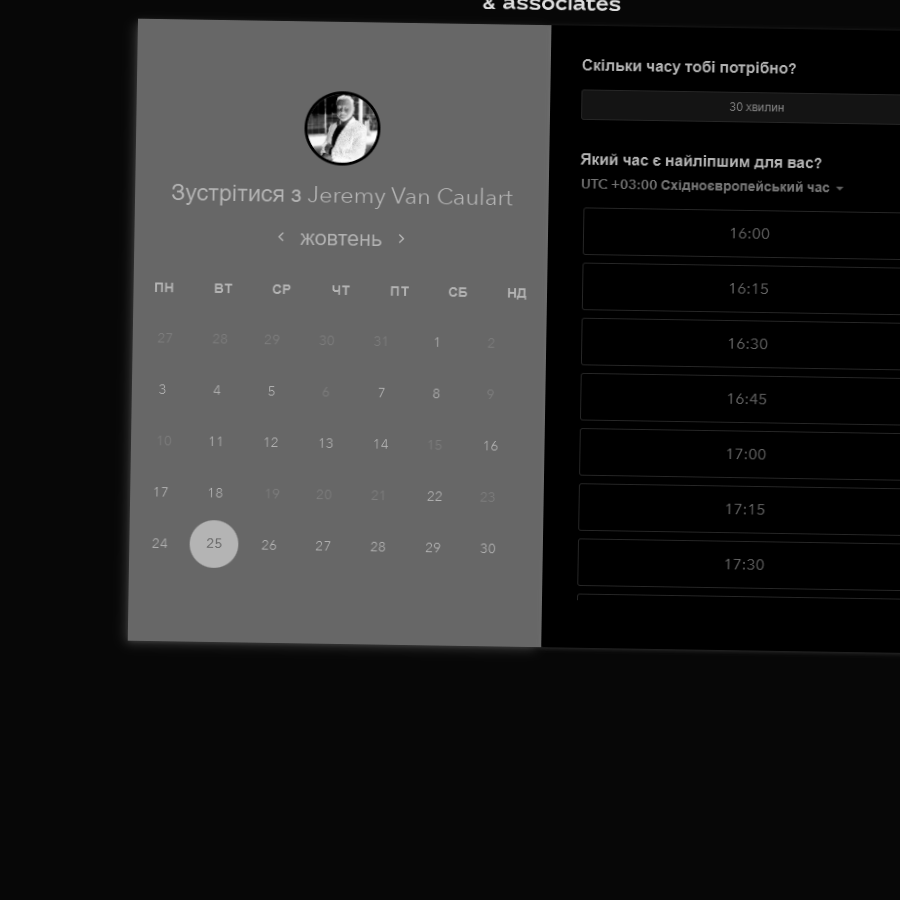 & associates
Зустрітися з Jeremy Van Caulart
жовтень
ПН ВТ СР ЧТ ПТ СБ НД
27 28 29 30 31 1 2
3 4 5 6 7 8 9
10 11 12 13 14 15 16
17 18 19 20 21 22 23
24 25 26 27 28 29 30
Скільки часу тобі потрібно?
30 хвилин
Який час є найліпшим для вас?
UTC +03:00 Східноєвропейський час
16:00
16:15
16:30
16:45
17:00
17:15
17:30